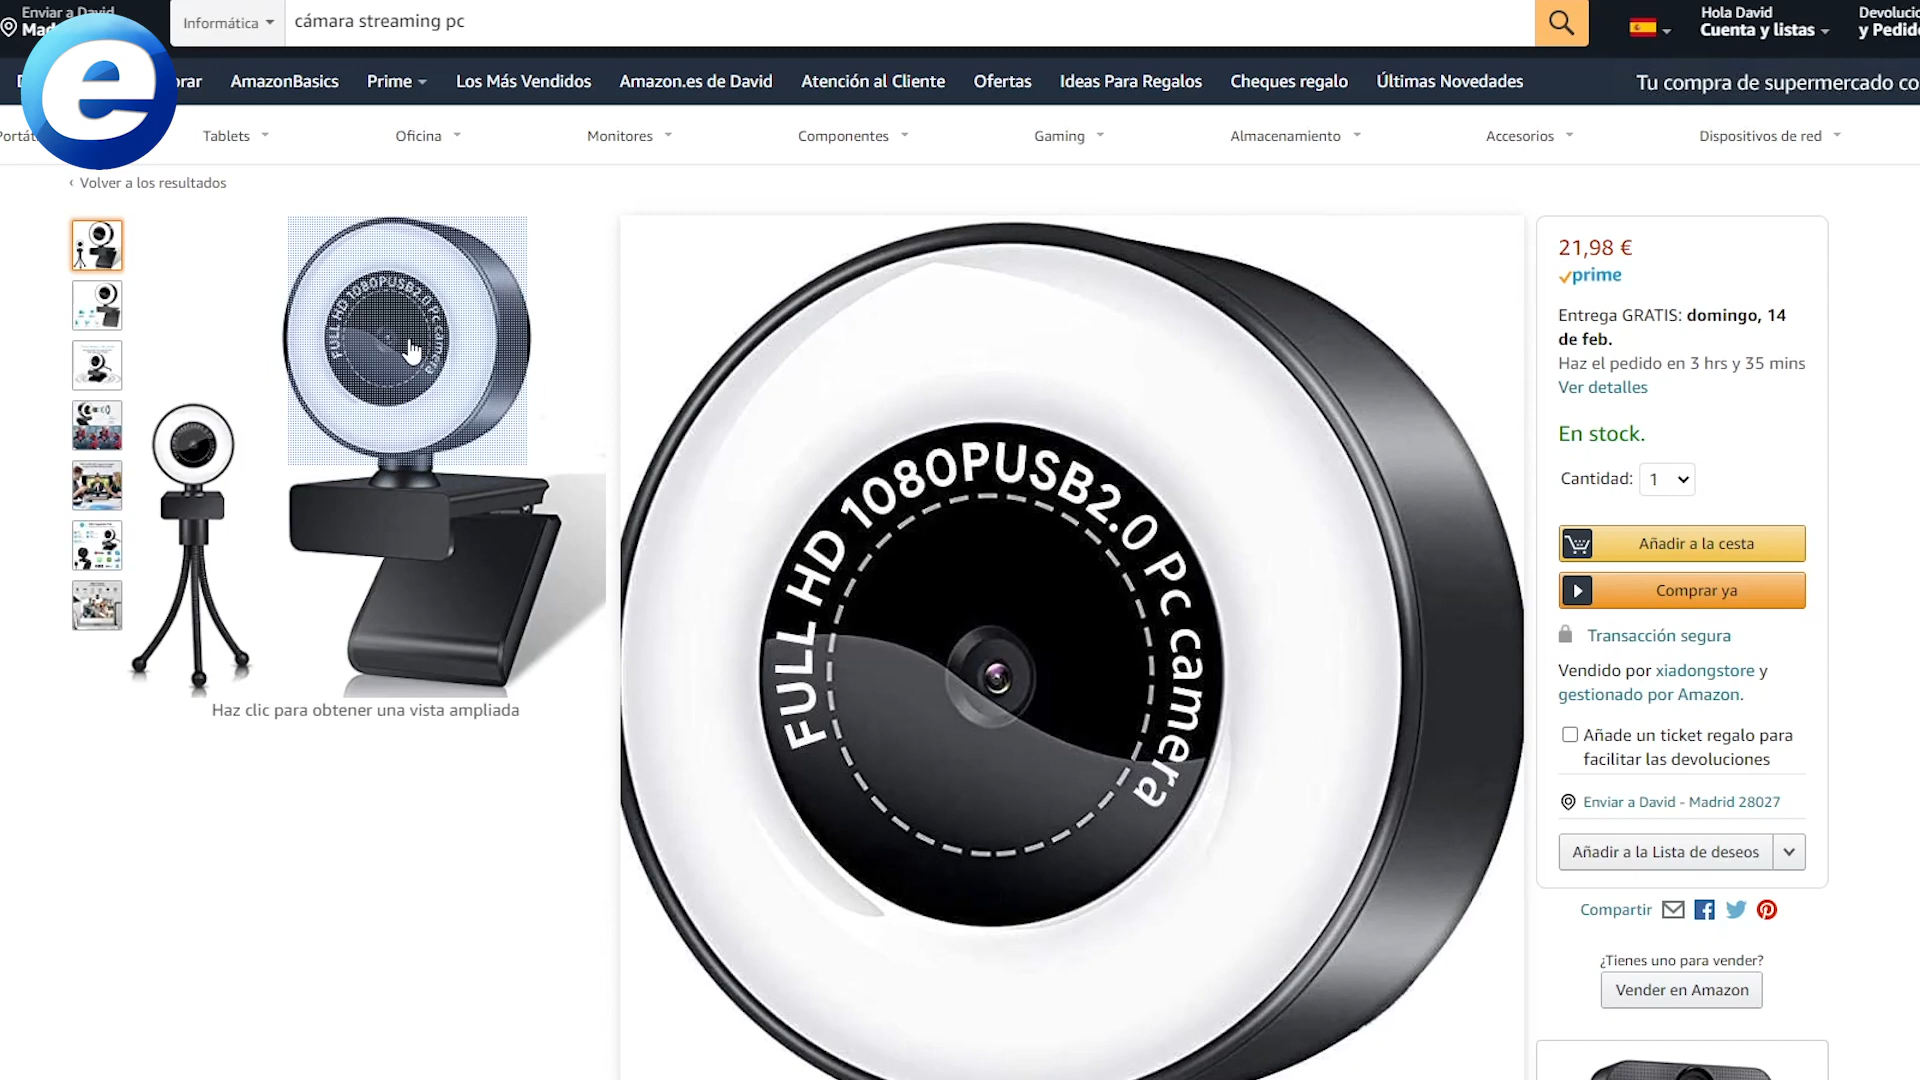 Enviar a David
Informática
cámara streaming pc
Hola David
Cuenta y listas
y
e
AmazonBasics
Prime
Los Más Vendidos
Amazon.es de David
Atención al Cliente
Ofertas
Ideas Para Regalos
Cheques regalo
Últimas Novedades
Tu compra de supermercado
Tablets
Oficina
Monitores
Componentes
Gaming
Almacenamiento
Accesorios
Dispositivos de red
‹ Volver a los resultados
FULL HD 1080PUSB2.0 Pc camera
Haz clic para obtener una vista ampliada
FULL HD 1080PUSB2.0 Pc camera
21,98 €
prime
Entrega GRATIS: domingo, 14
de feb.
Haz el pedido en 3 hrs y 35 mins
Ver detalles
En stock.
Cantidad: 1
Añadir a la cesta
Comprar ya
Transacción segura
Vendido por xiadongstore y
gestionado por Amazon.
Añade un ticket regalo para
facilitar las devoluciones
Enviar a David - Madrid 28027
Añadir a la Lista de deseos
Compartir
¿Tienes uno para vender?
Vender en Amazon